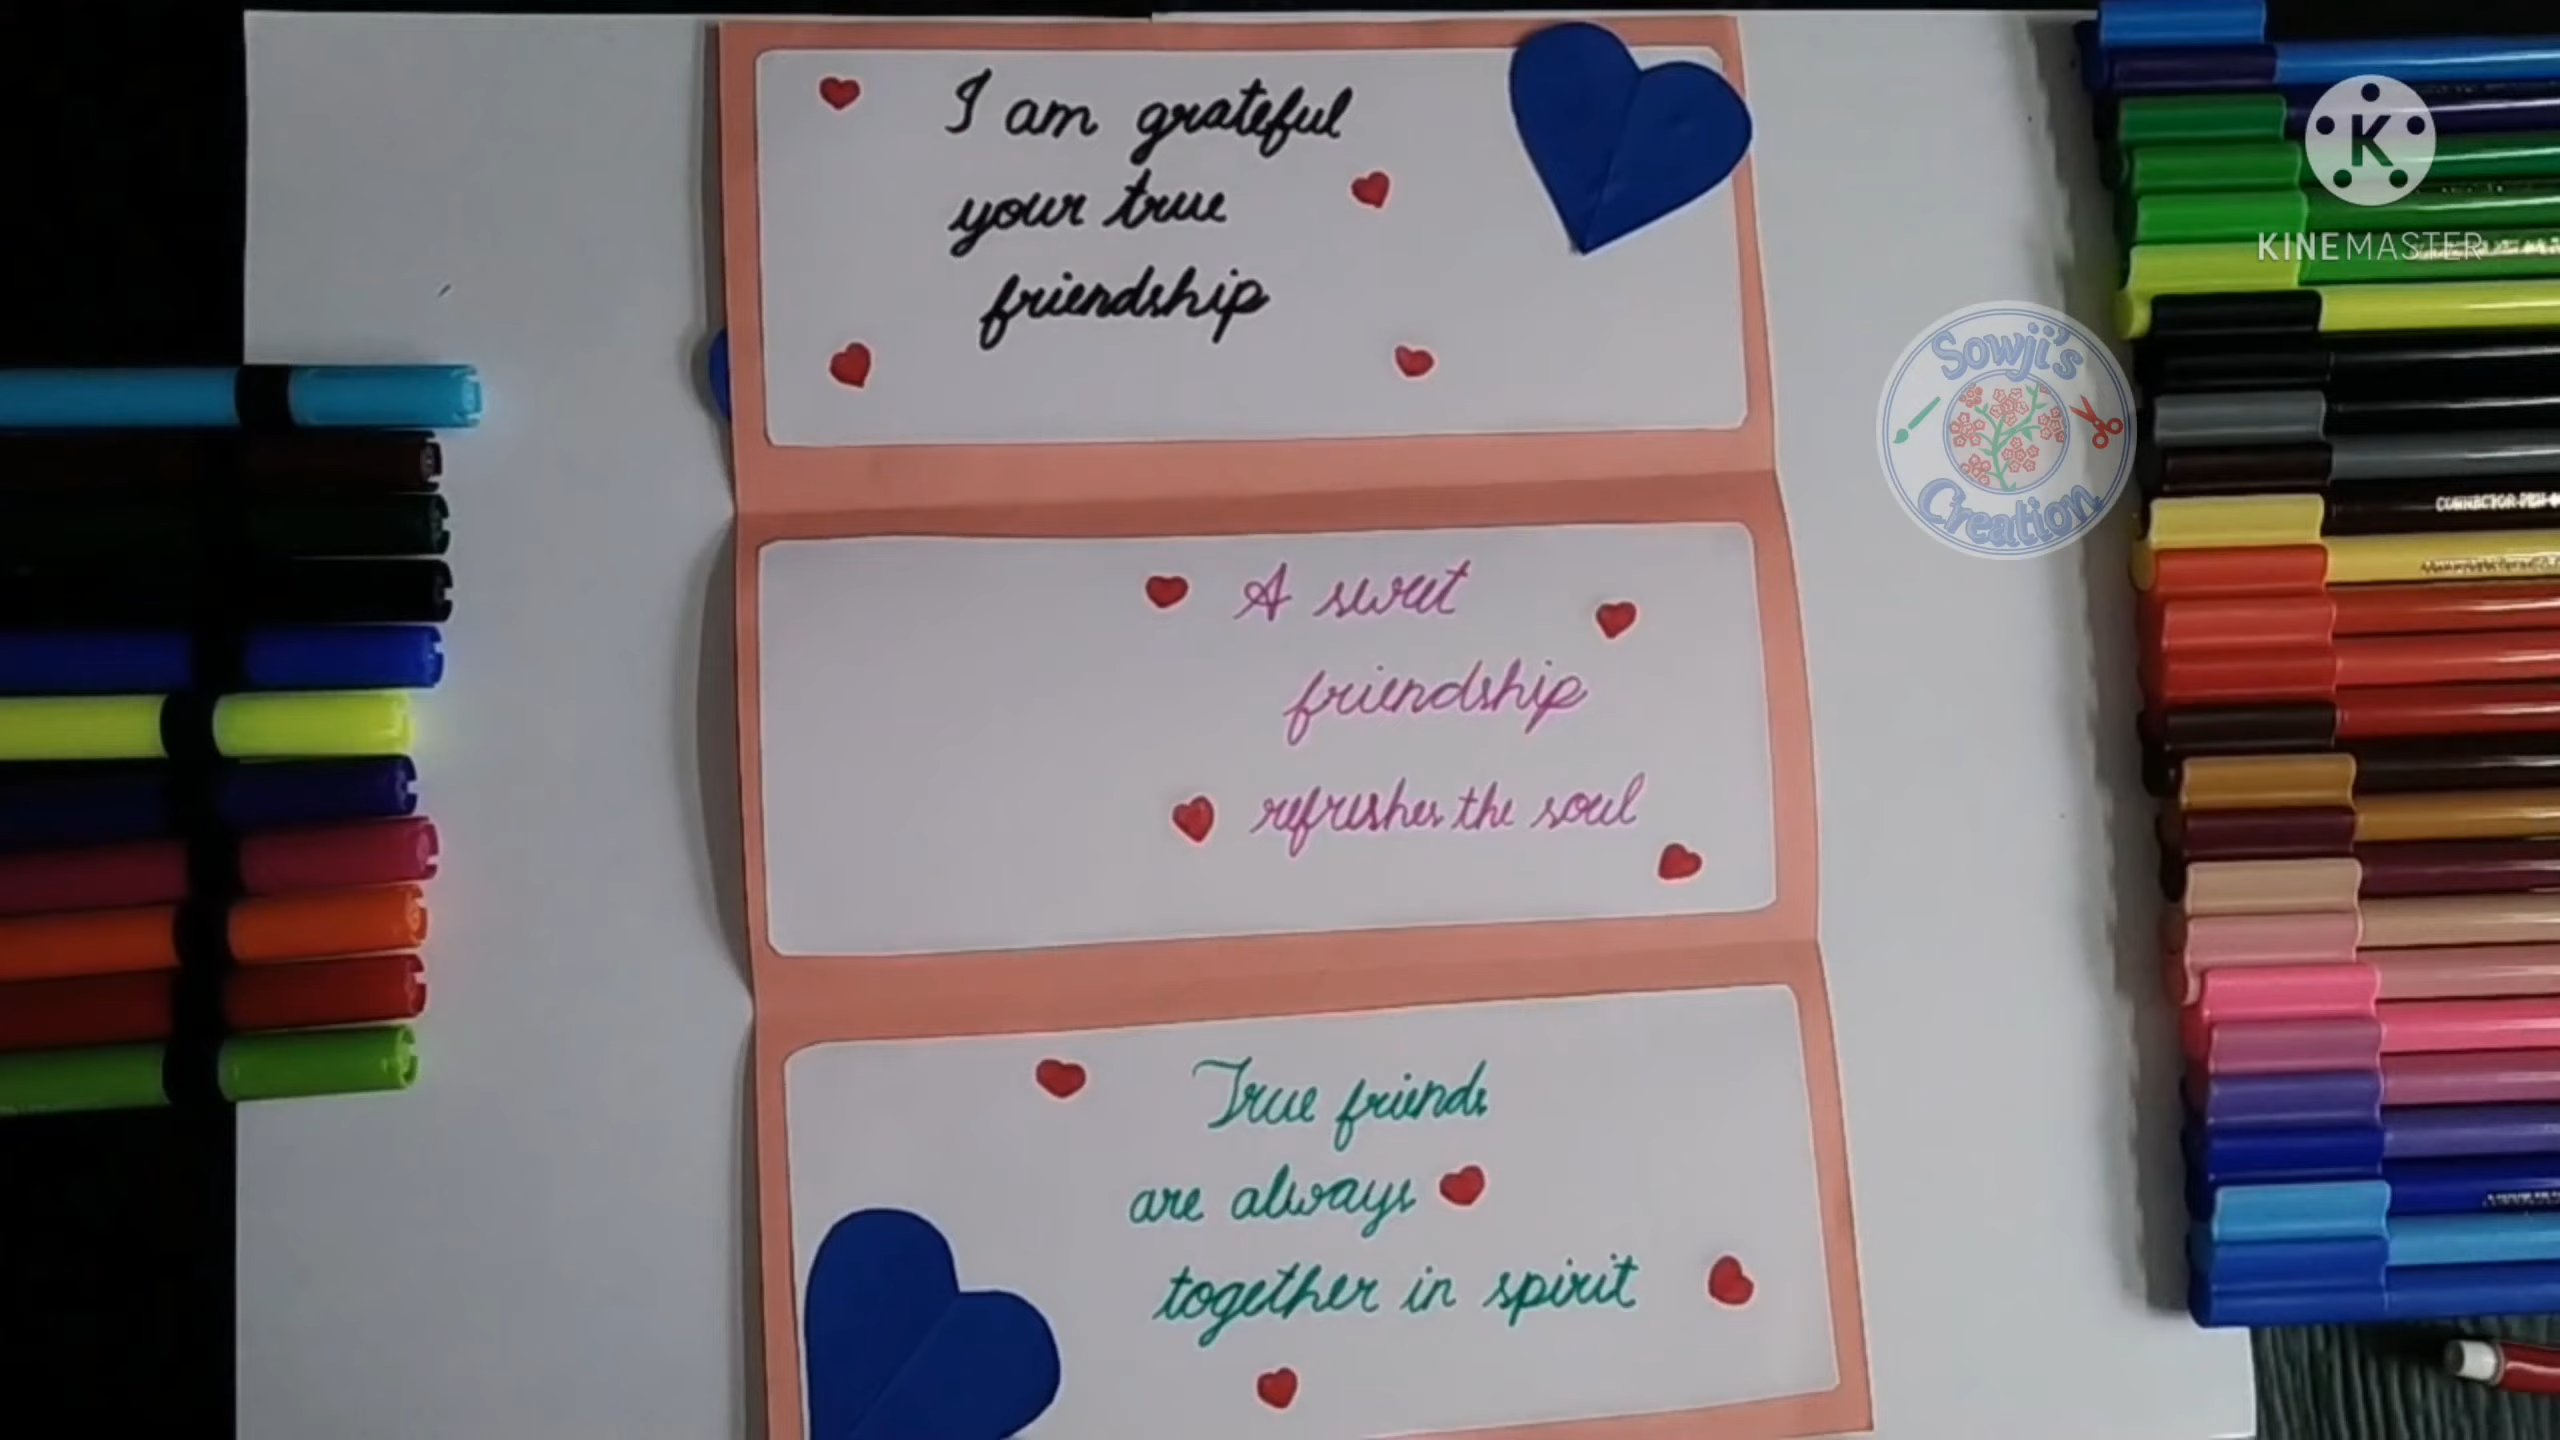 I am grateful
your true
friendship
A sweet
friendship
refreshes the soul
True friends
are always
together in spirit
K
KINEMASTER
Sowji's
Creation